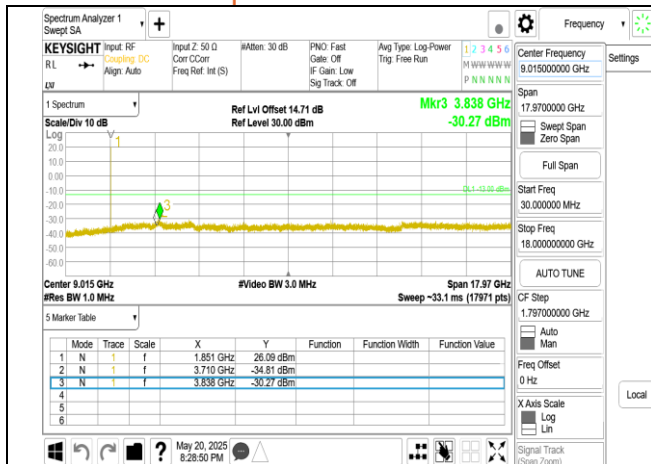 Spectrum Analyzer 1
Swept SA
Frequency
KEYSIGHT
RL
LXI
Input: RF
Coupling: DC
Align: Auto
Input Z: 50 Ω
Corr CCorr
Freq Ref: Int (S)
#Atten: 30 dB
PNO: Fast
Gate: Off
IF Gain: Low
Sig Track: Off
Avg Type: Log-Power
Trig: Free Run
1 2 3 4 5 6
M W W W W W
P N N N N N
1 Spectrum
Scale/Div 10 dB
Ref Lvl Offset 14.71 dB
Ref Level 30.00 dBm
Mkr3 3.838 GHz
-30.27 dBm
Log
20.0
10.0
0.00
-10.0
-20.0
-30.0
-40.0
-50.0
-60.0
1
3
DL1 -13.00 dBm
Center 9.015 GHz
#Res BW 1.0 MHz
#Video BW 3.0 MHz
Span 17.97 GHz
Sweep ~33.1 ms (17971 pts)
5 Marker Table
Mode Trace Scale X Y Function Function Width Function Value
1 N 1 f 1.851 GHz 26.09 dBm
2 N 1 f 3.710 GHz -34.81 dBm
3 N 1 f 3.838 GHz -30.27 dBm
4
5
6
?
May 20, 2025
8:28:50 PM
Center Frequency
9.015000000 GHz
Span
17.9700000 GHz
Swept Span
Zero Span
Full Span
Start Freq
30.000000 MHz
Stop Freq
18.000000000 GHz
AUTO TUNE
CF Step
1.797000000 GHz
Auto
Man
Freq Offset
0 Hz
X Axis Scale
Log
Lin
Signal Track
(Span Zoom)
Settings
Local